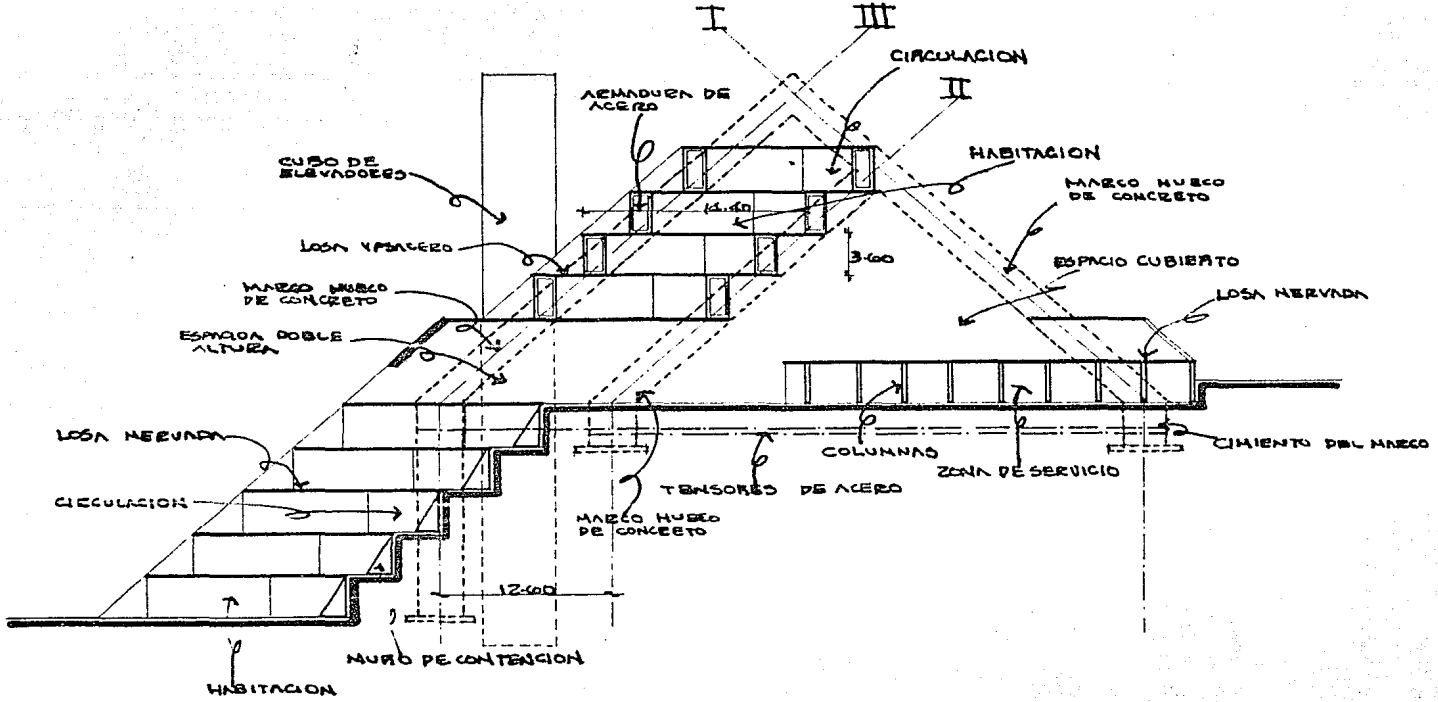 I
III
CIRCULACION
II
ARMADURA DE
ACERO
CUBO DE
ELEVADORES
HABITACION
MARCO HUECO
DE CONCRETO
14.40
LOSA YPSACERO
3.60
ESPACIO CUBIERTO
MARCO HUECO
DE CONCRETO
LOSA NERVADA
ESPACIOA DOBLE
ALTURA
LOSA NERVADA
COLUMNAS
CIMIENTO DEL MARCO
ZONA DE SERVICIO
TENSORES DE ACERO
CIRCULACION
MARCO HUECO
DE CONCRETO
12.60
MURO DE CONTENCION
HABITACION